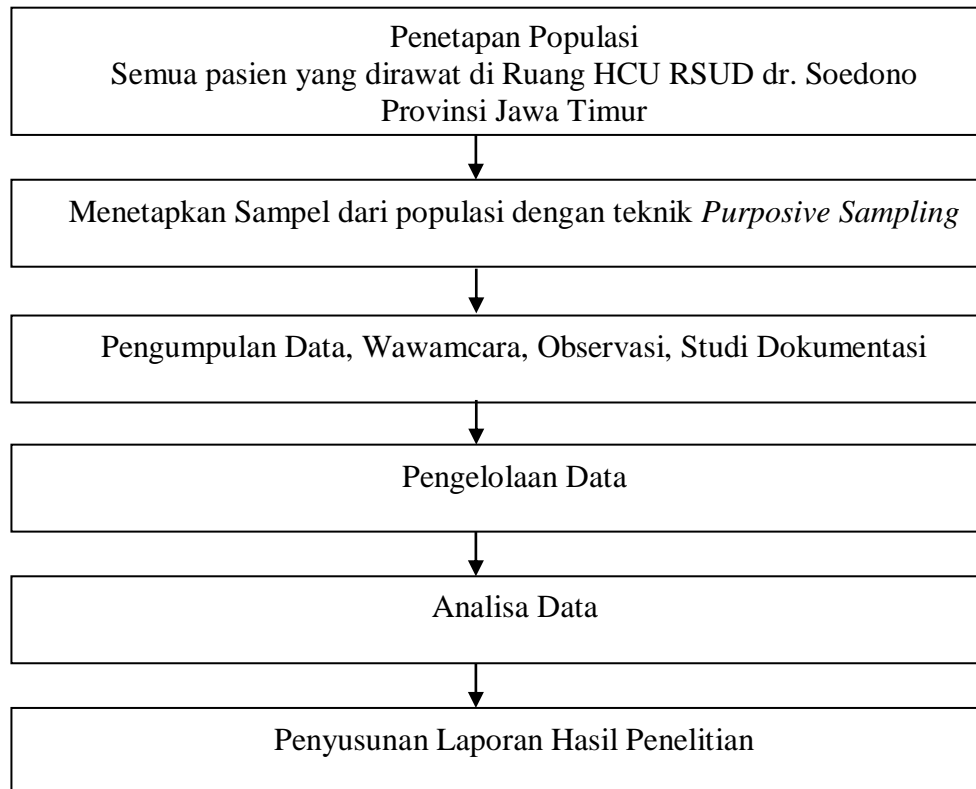 Penetapan Populasi
Semua pasien yang dirawat di Ruang HCU RSUD dr. Soedono
Provinsi Jawa Timur
Menetapkan Sampel dari populasi dengan teknik Purposive Sampling
Pengumpulan Data, Wawamcara, Observasi, Studi Dokumentasi
Pengelolaan Data
Analisa Data
Penyusunan Laporan Hasil Penelitian